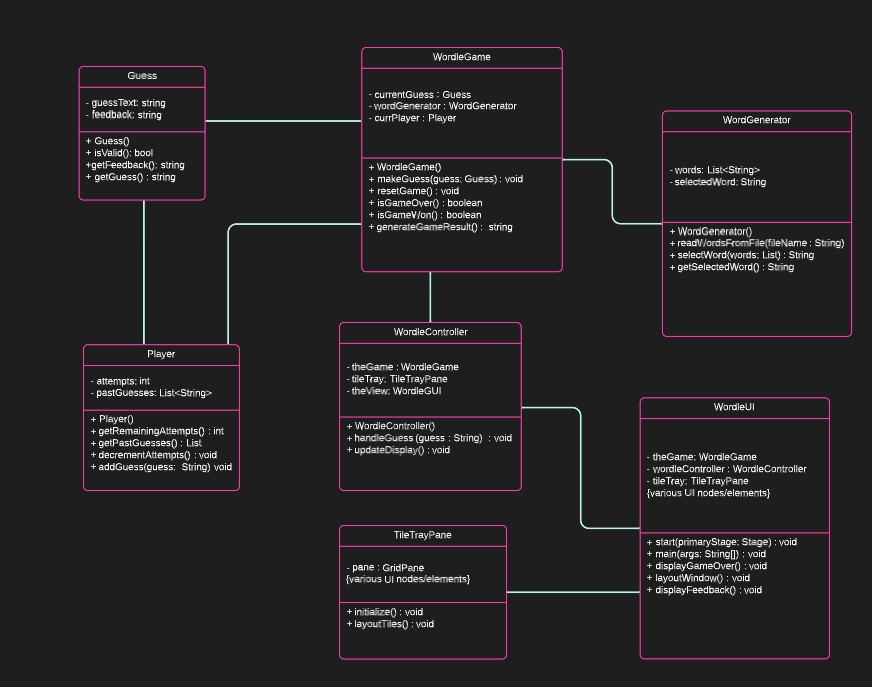 Guess
- guessText: string
- feedback: string
+ Guess()
+ isValid(): bool
+getFeedback(): string
+ getGuess() : string
WordleGame
- currentGuess : Guess
- wordGenerator : WordGenerator
- currPlayer : Player
+ WordleGame()
+ makeGuess(guess: Guess) : void
+ resetGame() : void
+ isGameOver() : boolean
+ isGameWon() : boolean
+ generateGameResult() : string
WordGenerator
- words: List<String>
- selectedWord: String
+ WordGenerator()
+ readWordsFromFile(fileName : String)
+ selectWord(words: List) : String
+ getSelectedWord() : String
Player
- attempts: int
- pastGuesses: List<String>
+ Player()
+ getRemainingAttempts() : int
+ getPastGuesses() : List
+ decrementAttempts() : void
+ addGuess(guess: String) void
WordleController
- theGame : WordleGame
- tileTray: TileTrayPane
- theView: WordleGUI
+ WordleController()
+ handleGuess (guess : String) : void
+ updateDisplay() : void
WordleUI
- theGame: WordleGame
- wordleController : WordleController
- tileTray: TileTrayPane
{various UI nodes/elements}
+ start(primaryStage: Stage) : void
+ main(args: String[]) : void
+ displayGameOver() : void
+ layoutWindow() : void
+ displayFeedback() : void
TileTrayPane
- pane : GridPane
{various UI nodes/elements}
+ initialize() : void
+ layoutTiles() : void